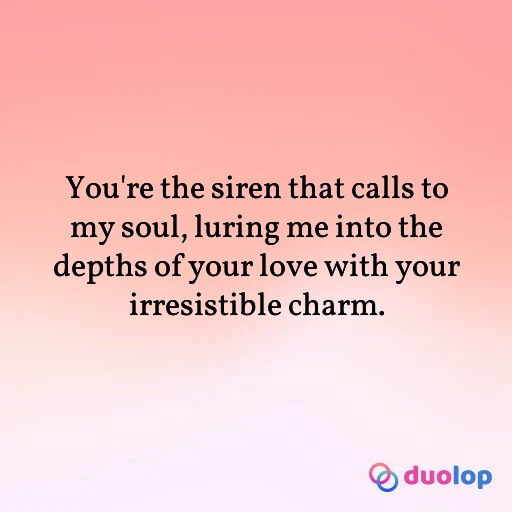 You're the siren that calls to
my soul, luring me into the
depths of your love with your
irresistible charm.
duolop